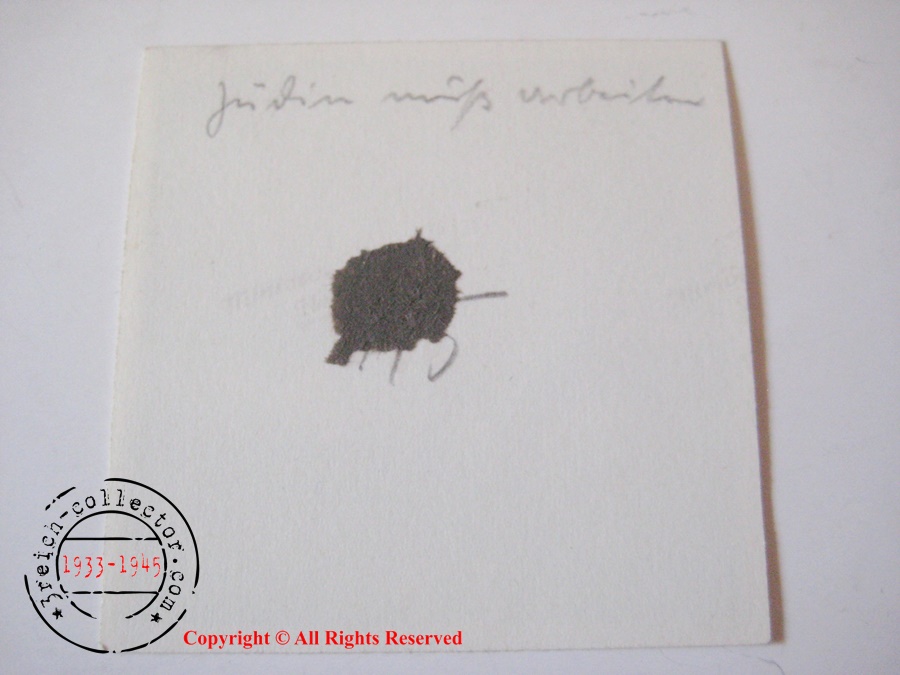 Jüdin muß arbeiten
3reich-collector.com
1933-1945
Copyright © All Rights Reserved